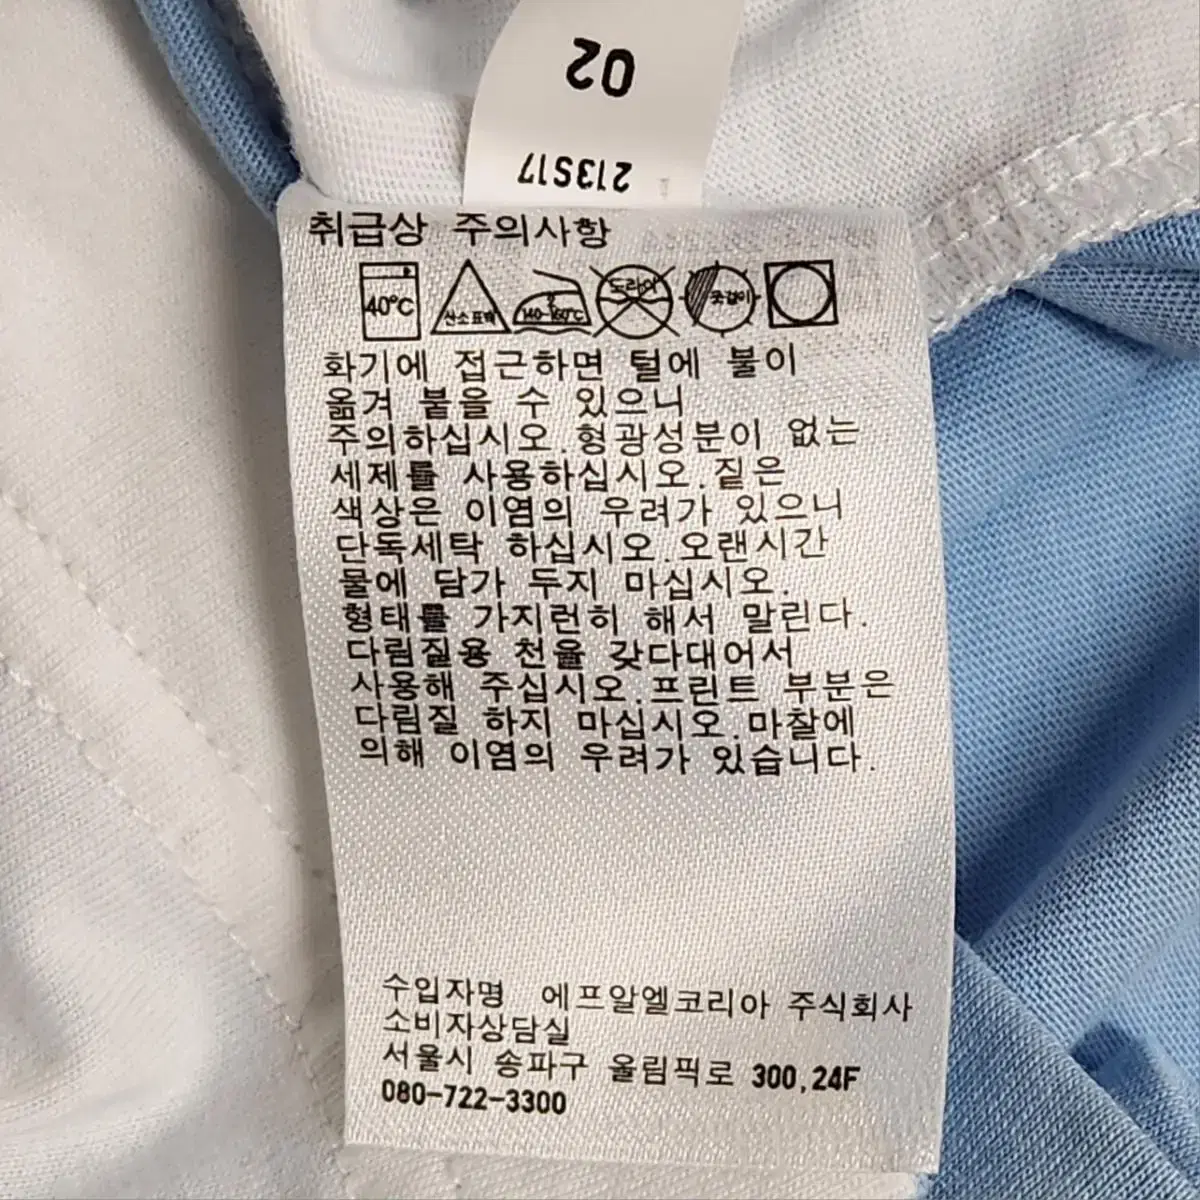 02
213S17
취급상 주의사항
40℃ 산소표백 140-160℃ 드라이 옷걸이
화기에 접근하면 털에 불이
옮겨 붙을 수 있으니
주의하십시오.형광성분이 없는
세제를 사용하십시오.짙은
색상은 이염의 우려가 있으니
단독세탁 하십시오.오랜시간
물에 담가 두지 마십시오.
형태를 가지런히 해서 말린다.
다림질용 천을 갖다대어서
사용해 주십시오.프린트 부분은
다림질 하지 마십시오.마찰에
의해 이염의 우려가 있습니다.
수입자명 에프알엘코리아 주식회사
소비자상담실
서울시 송파구 올림픽로 300,24F
080-722-3300